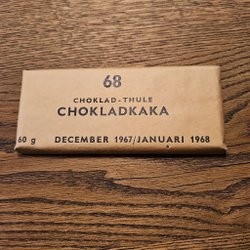 68
CHOKLAD-THULE
CHOKLADKAKA
60 g DECEMBER 1967/JANUARI 1968